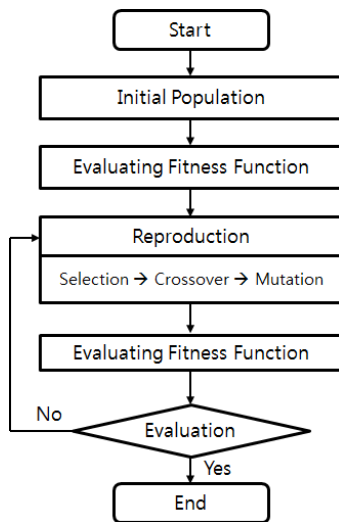 Start
Initial Population
Evaluating Fitness Function
Reproduction
Selection → Crossover → Mutation
Evaluating Fitness Function
No
Evaluation
Yes
End